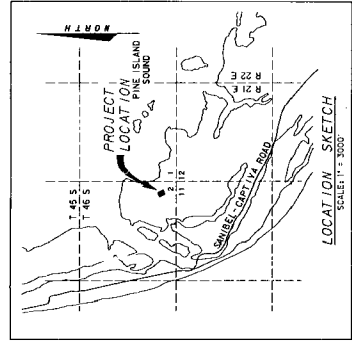 NORTH
PROJECT
LOCATION
PINE ISLAND
SOUND
T 45 S
T 46 S
R 21 E
R 22 E
2 1
11 12
SANIBEL-CAPTIVA ROAD
LOCATION SKETCH
SCALE: 1" = 3000'